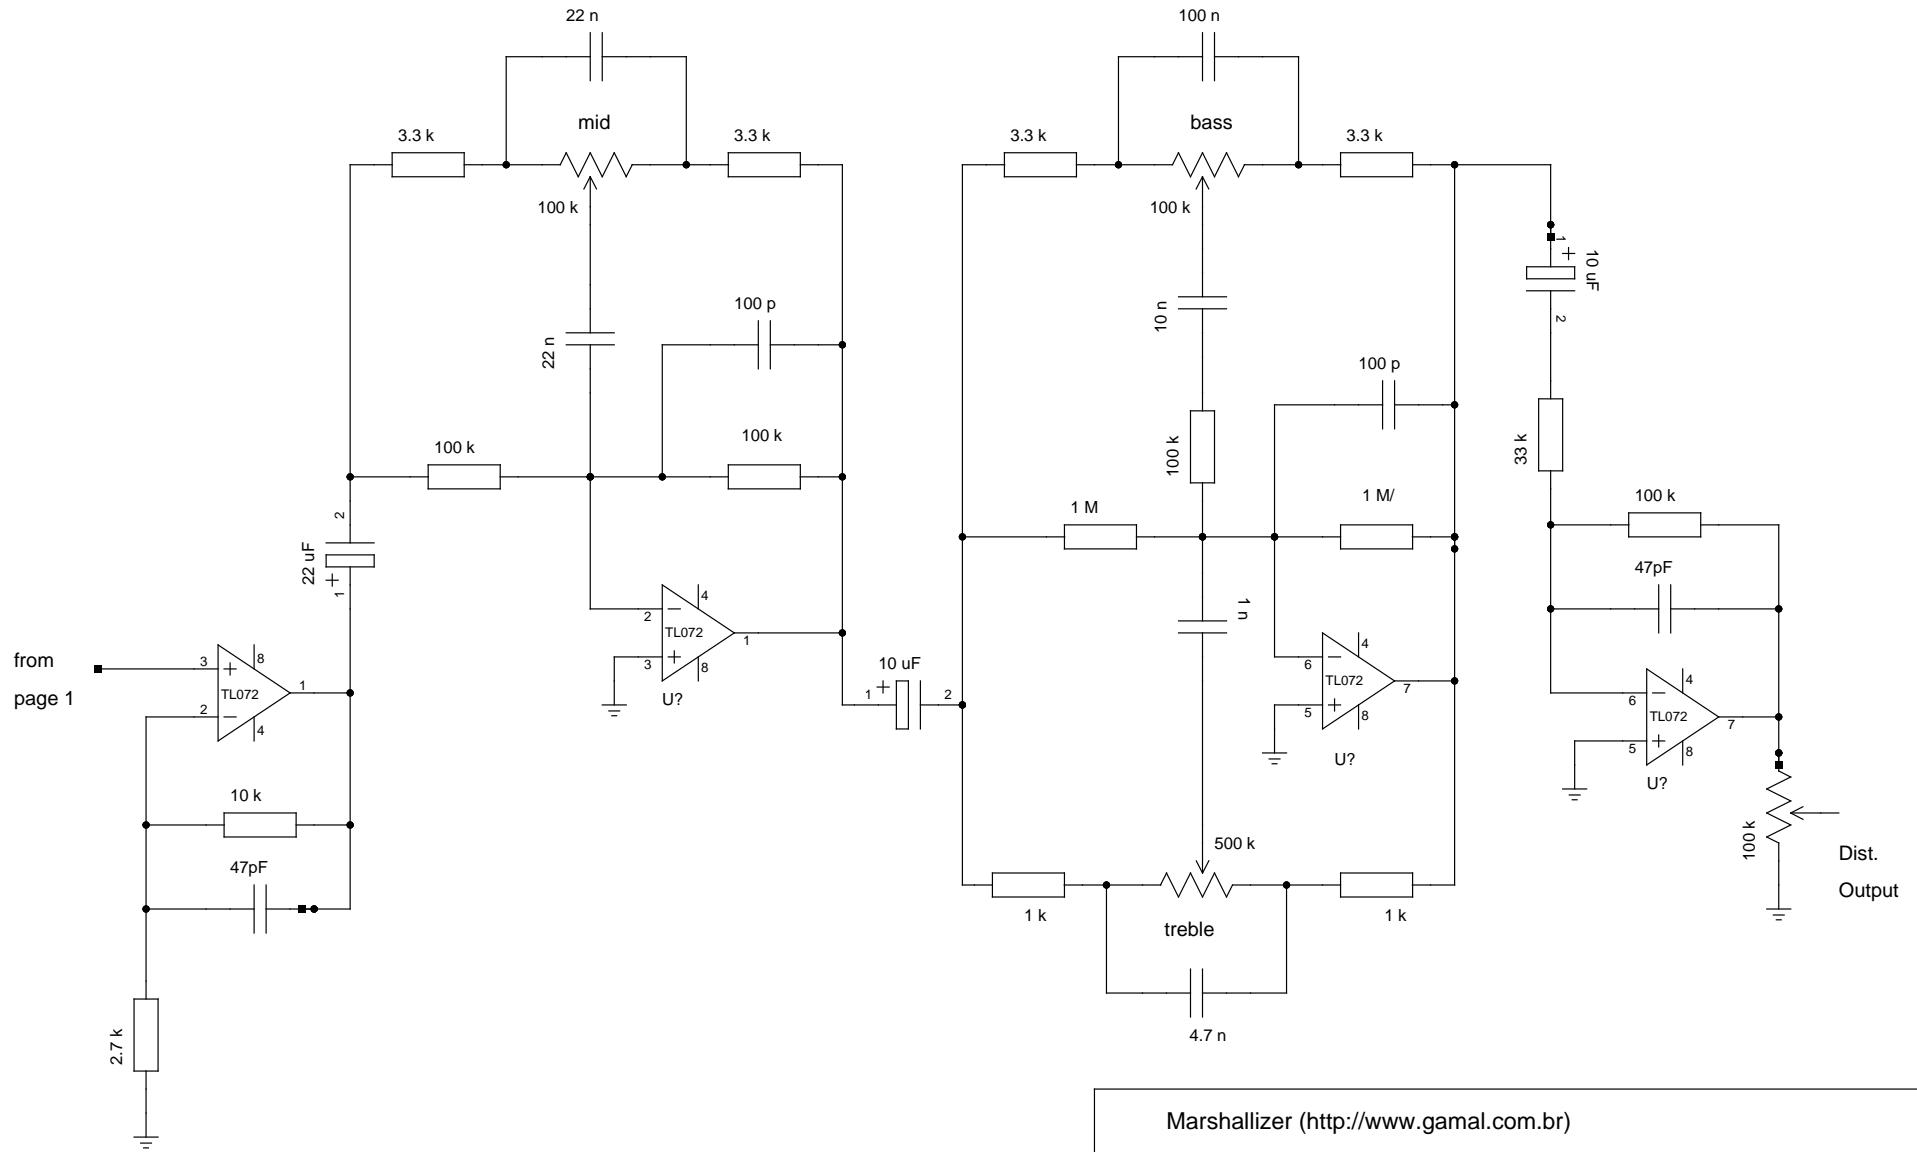 22 n
100 n
mid
bass
3.3 k
3.3 k
3.3 k
3.3 k
100 k
100 k
1
+
10 uF
2
100 p
10 n
22 n
100 p
100 k
100 k
100 k
33 k
100 k
1 M
1 M/
2
22 uF
+
1
47pF
1 n
4
2
TL072
1
3
8
U?
from
page 1
3
8
TL072
1
2
4
10 uF
1
+
2
4
6
TL072
7
5
8
U?
4
6
TL072
7
5
8
U?
10 k
47pF
500 k
100 k
Dist.
Output
1 k
1 k
treble
2.7 k
4.7 n
Marshallizer (http://www.gamal.com.br)